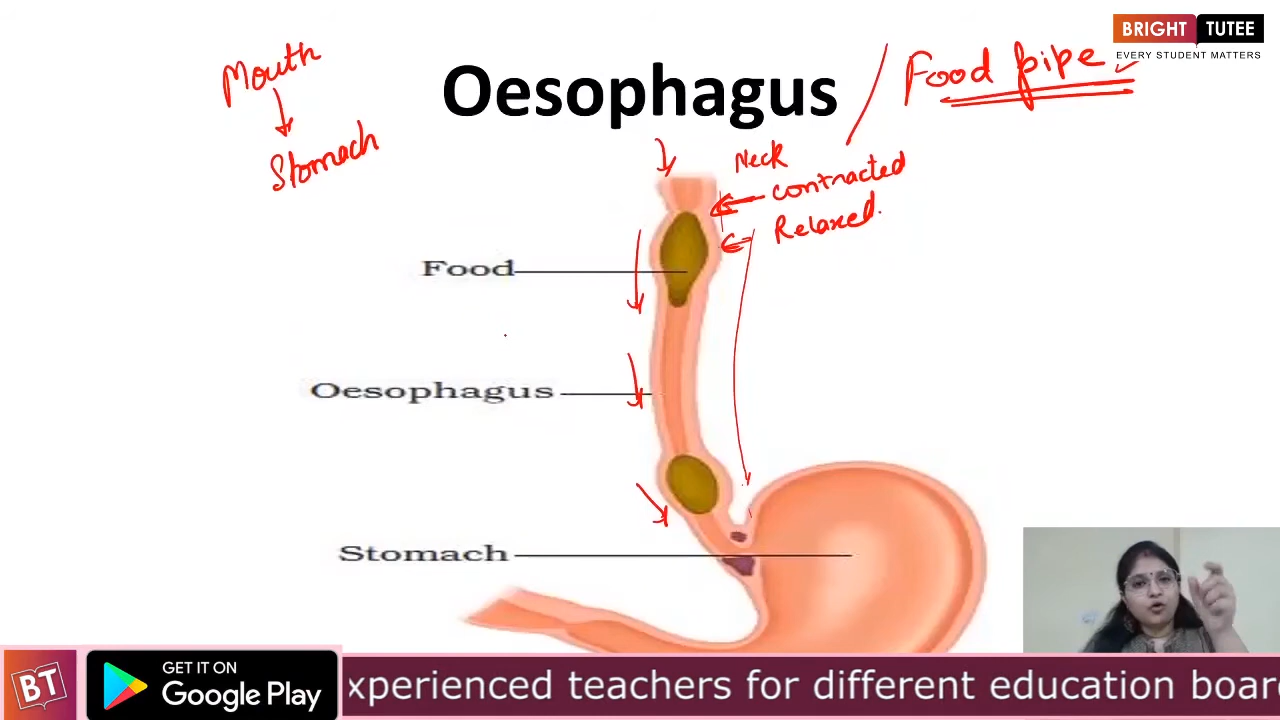 BRIGHT TUTEE
EVERY STUDENT MATTERS
Mouth
Stomach
Oesophagus
Food pipe
Neck
contracted
Relaxed.
Food
Oesophagus
Stomach
BT
GET IT ON
Google Play
xperienced teachers for different education boar